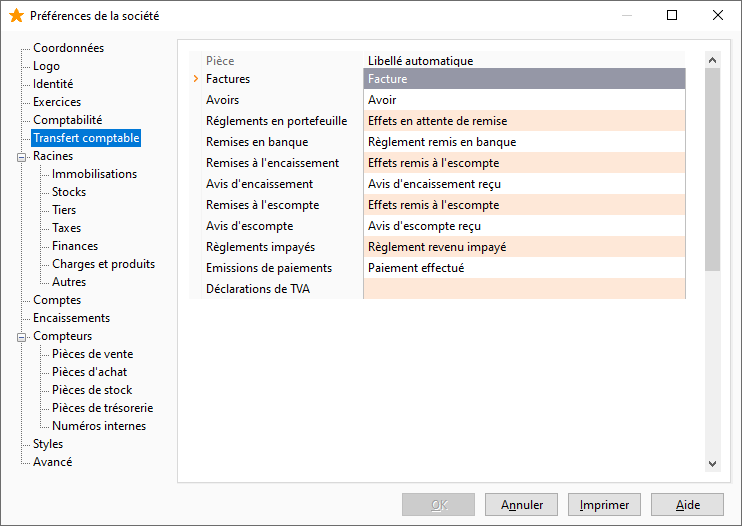 Préférences de la société
Coordonnées
Logo
Identité
Exercices
Comptabilité
Transfert comptable
Racines
Immobilisations
Stocks
Tiers
Taxes
Finances
Charges et produits
Autres
Comptes
Encaissements
Compteurs
Pièces de vente
Pièces d'achat
Pièces de stock
Pièces de trésorerie
Numéros internes
Styles
Avancé
Pièce Libellé automatique
Factures Facture
Avoirs Avoir
Réglements en portefeuille Effets en attente de remise
Remises en banque Règlement remis en banque
Remises à l'encaissement Effets remis à l'escompte
Avis d'encaissement Avis d'encaissement reçu
Remises à l'escompte Effets remis à l'escompte
Avis d'escompte Avis d'escompte reçu
Règlements impayés Règlement revenu impayé
Emissions de paiements Paiement effectué
Déclarations de TVA
OK Annuler Imprimer Aide